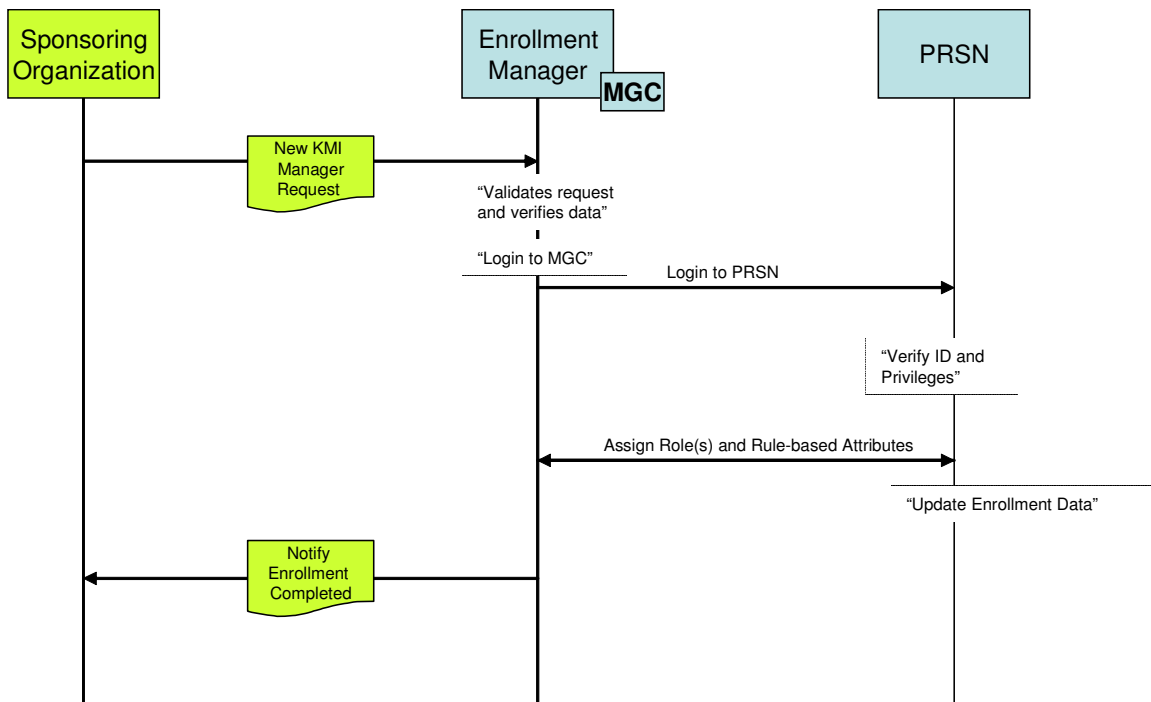 Sponsoring
Organization
Enrollment
Manager
MGC
PRSN
New KMI
Manager
Request
“Validates request
and verifies data”
“Login to MGC”
Login to PRSN
“Verify ID and
Privileges”
Assign Role(s) and Rule-based Attributes
“Update Enrollment Data”
Notify
Enrollment
Completed